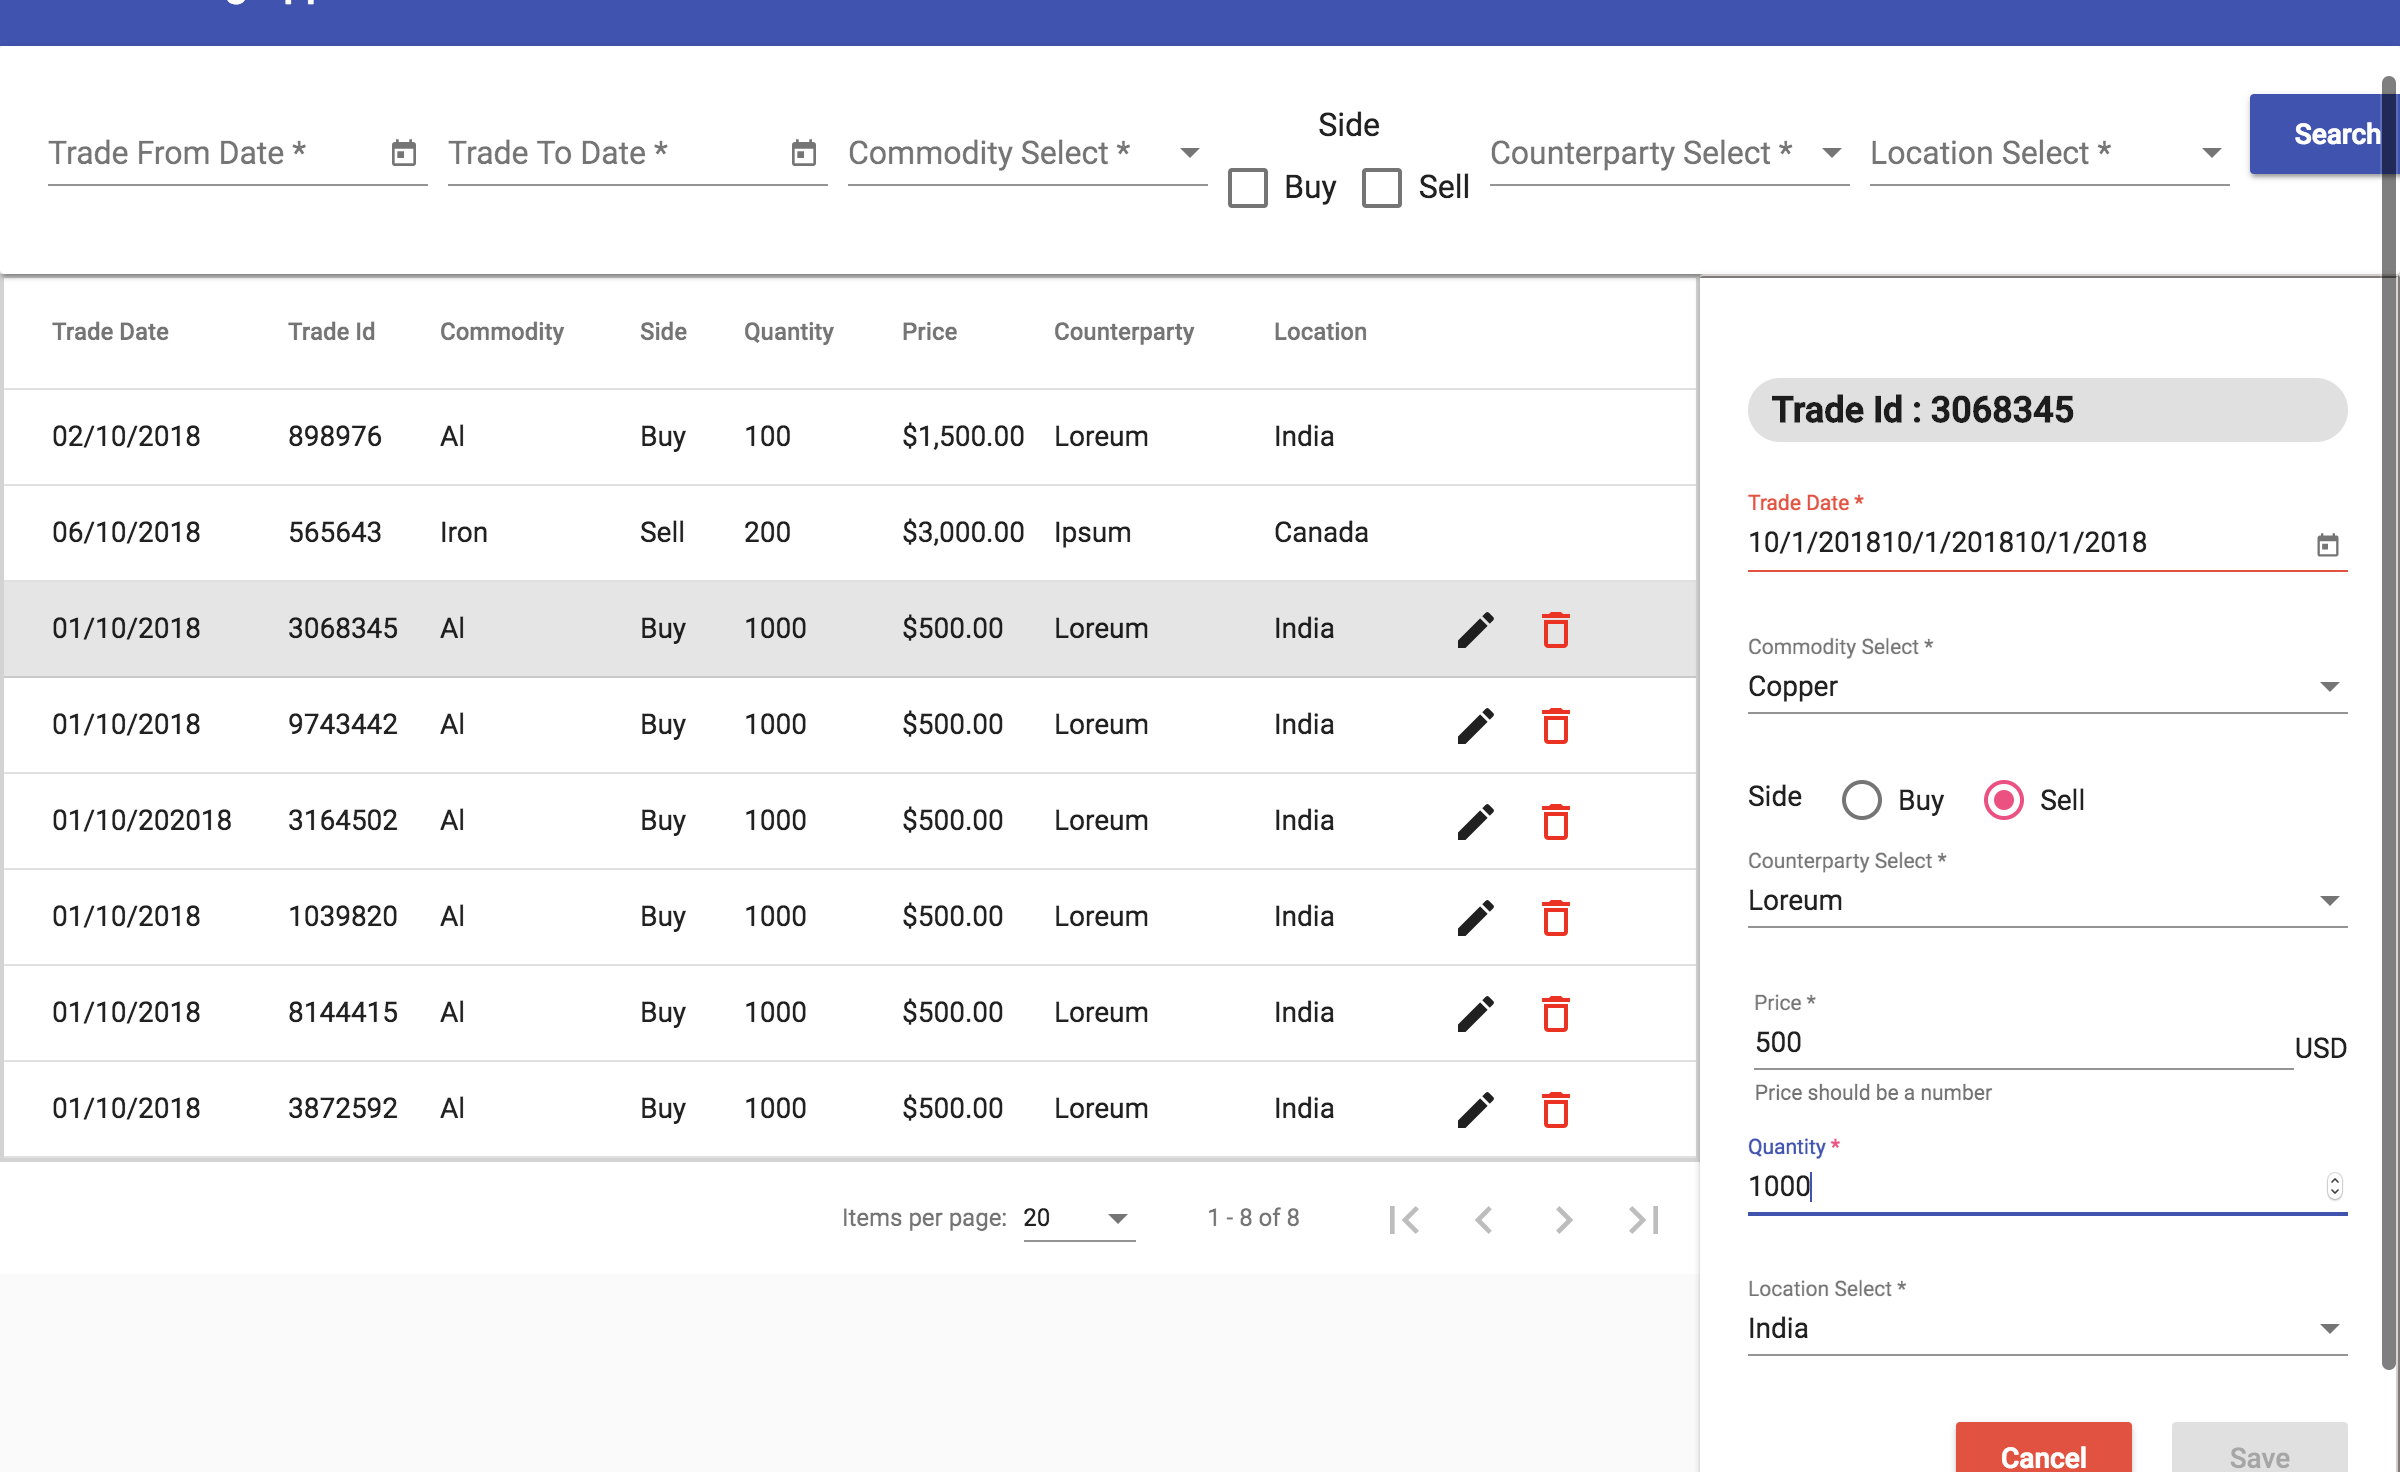 Trade From Date *
Trade To Date *
Commodity Select *
Side
Buy
Sell
Counterparty Select *
Location Select *
Search
Trade Date Trade Id Commodity Side Quantity Price Counterparty Location
02/10/2018 898976 Al Buy 100 $1,500.00 Loreum India
06/10/2018 565643 Iron Sell 200 $3,000.00 Ipsum Canada
01/10/2018 3068345 Al Buy 1000 $500.00 Loreum India
01/10/2018 9743442 Al Buy 1000 $500.00 Loreum India
01/10/202018 3164502 Al Buy 1000 $500.00 Loreum India
01/10/2018 1039820 Al Buy 1000 $500.00 Loreum India
01/10/2018 8144415 Al Buy 1000 $500.00 Loreum India
01/10/2018 3872592 Al Buy 1000 $500.00 Loreum India
Items per page: 20 1 - 8 of 8
Trade Id : 3068345
Trade Date *
10/1/201810/1/201810/1/2018
Commodity Select *
Copper
Side Buy Sell
Counterparty Select *
Loreum
Price *
500 USD
Price should be a number
Quantity *
1000
Location Select *
India
Cancel Save